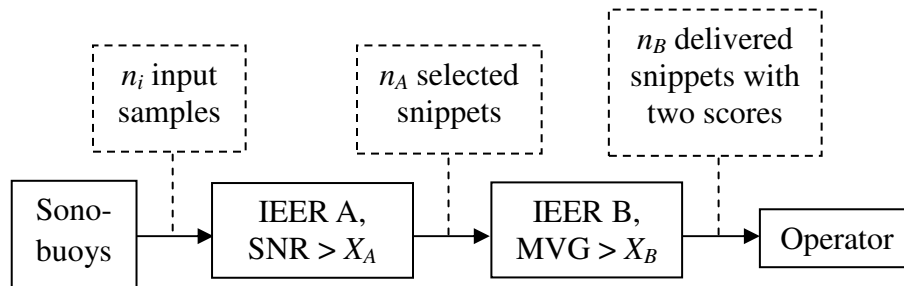 n_i input
samples
n_A selected
snippets
n_B delivered
snippets with
two scores
Sono-
buoys
IEER A,
SNR > X_A
IEER B,
MVG > X_B
Operator